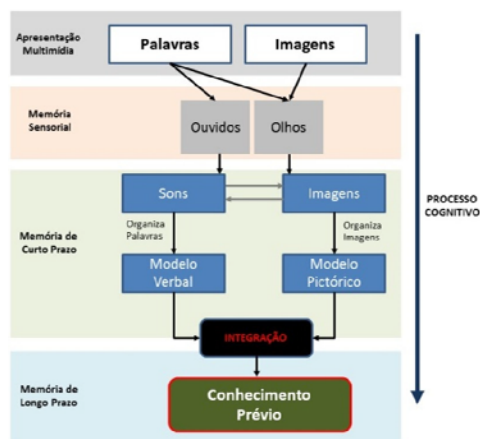 Apresentação
Multimídia
Palavras
Imagens
Memória
Sensorial
Ouvidos
Olhos
Memória de
Curto Prazo
Sons
Imagens
Organiza
Palavras
Organiza
Imagens
Modelo
Verbal
Modelo
Pictórico
INTEGRAÇÃO
Memória de
Longo Prazo
Conhecimento
Prévio
PROCESSO
COGNITIVO